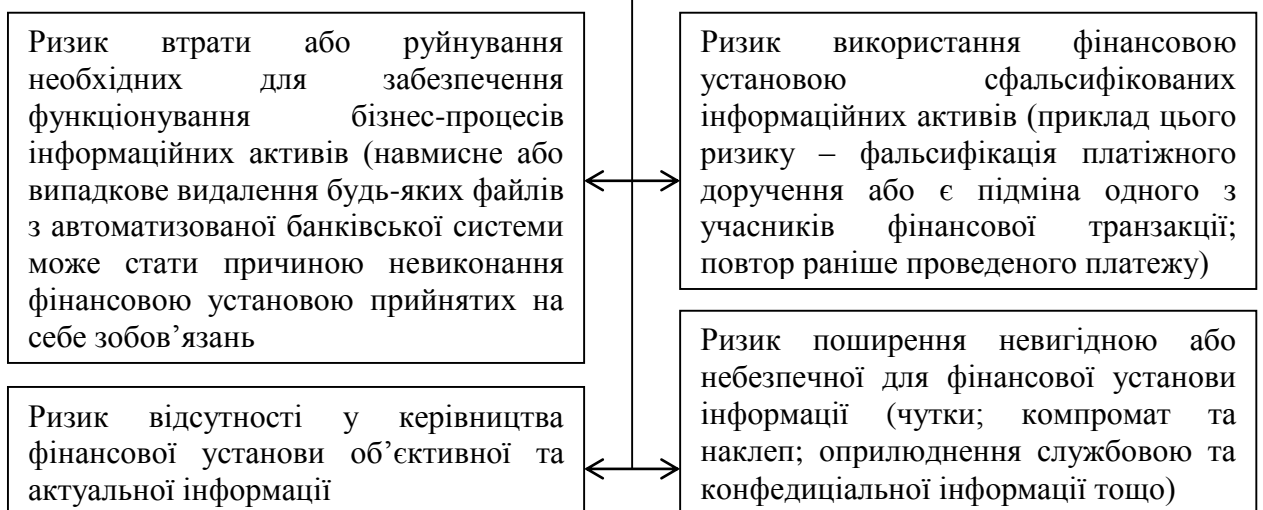 Ризик втрати або руйнування
необхідних для забезпечення
функціонування бізнес-процесів
інформаційних активів (навмисне або
випадкове видалення будь-яких файлів
з автоматизованої банківської системи
може стати причиною невиконання
фінансовою установою прийнятих на
себе зобов’язань
Ризик відсутності у керівництва
фінансової установи об’єктивної та
актуальної інформації
Ризик використання фінансовою
установою сфальсифікованих
інформаційних активів (приклад цього
ризику – фальсифікація платіжного
доручення або є підміна одного з
учасників фінансової транзакції;
повтор раніше проведеного платежу)
Ризик поширення невигідною або
небезпечної для фінансової установи
інформації (чутки; компромат та
наклеп; оприлюднення службовою та
конфедиціальної інформації тощо)